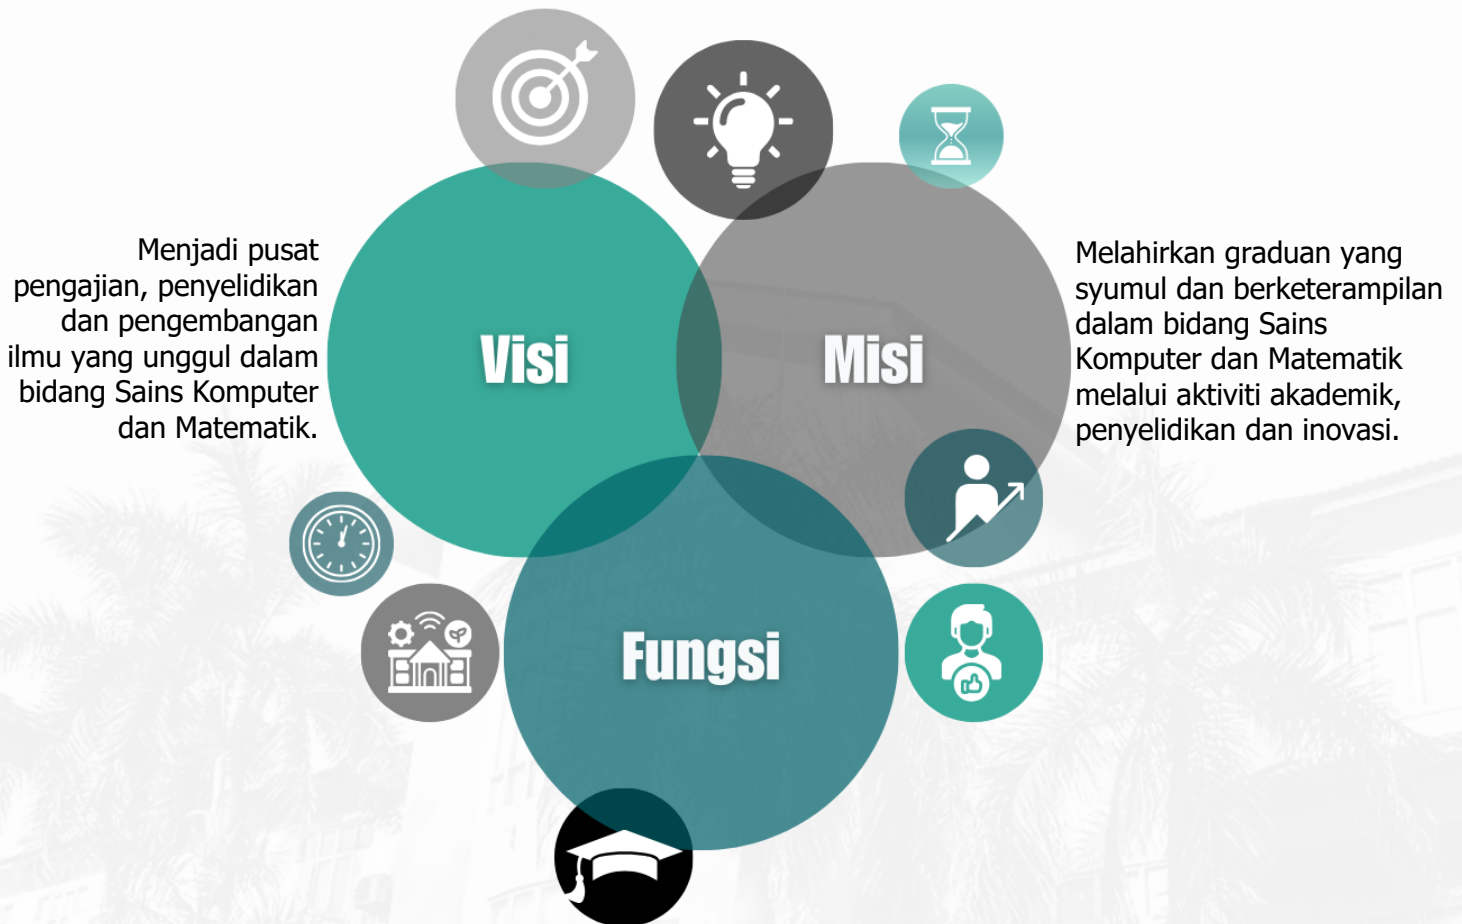 Menjadi pusat
pengajian, penyelidikan
dan pengembangan
ilmu yang unggul dalam
bidang Sains Komputer
dan Matematik.
Visi
Misi
Melahirkan graduan yang
syumul dan berketerampilan
dalam bidang Sains
Komputer dan Matematik
melalui aktiviti akademik,
penyelidikan dan inovasi.
Fungsi